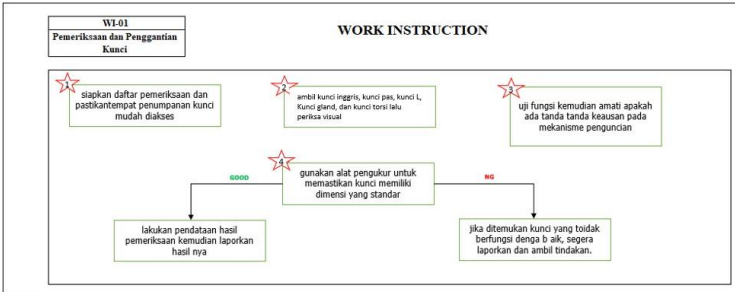 WI-01
Pemeriksaan dan Penggantian
Kunci
WORK INSTRUCTION
1
siapkan daftar pemeriksaan dan
pastikantempat penumpanan kunci
mudah diakses
2
ambil kunci inggris, kunci pas, kunci L,
Kunci gland, dan kunci torsi lalu
periksa visual
3
uji fungsi kemudian amati apakah
ada tanda tanda keausan pada
mekanisme penguncian
4
gunakan alat pengukur untuk
memastikan kunci memiliki
dimensi yang standar
GOOD
NG
lakukan pendataan hasil
pemeriksaan kemudian laporkan
hasil nya
jika ditemukan kunci yang toidak
berfungsi denga b aik, segera
laporkan dan ambil tindakan.